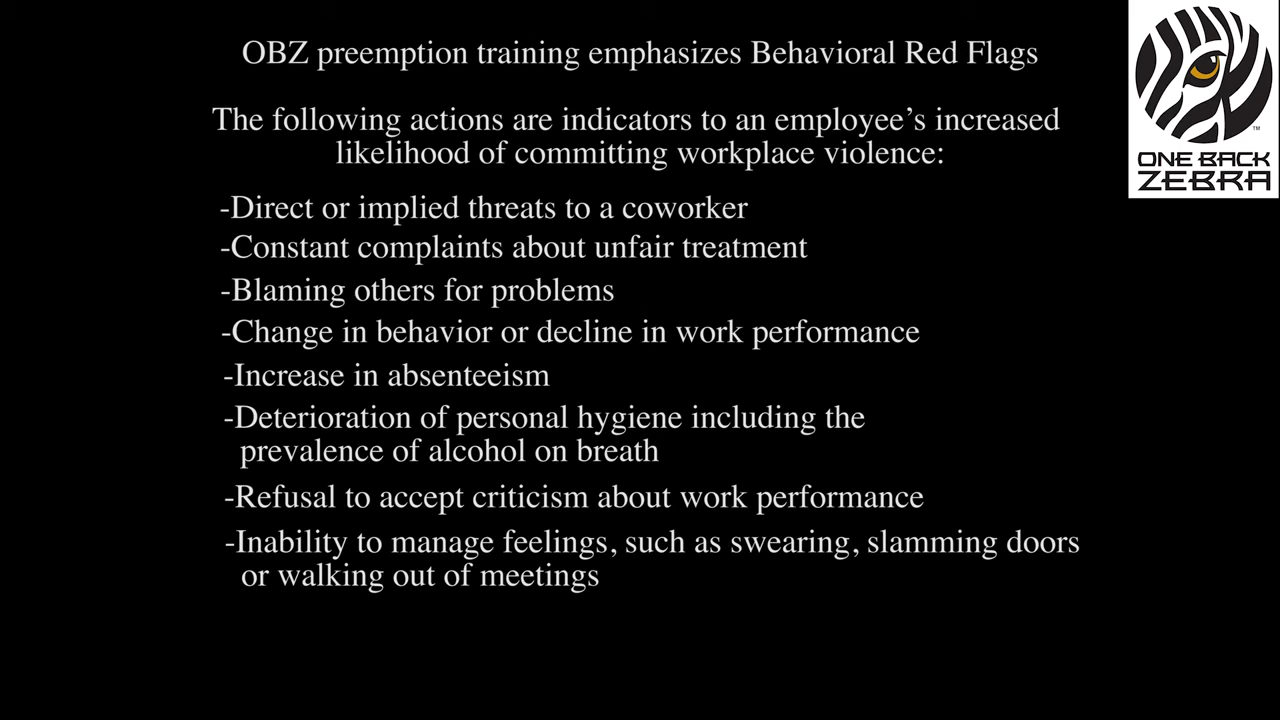 OBZ preemption training emphasizes Behavioral Red Flags
The following actions are indicators to an employee’s increased
likelihood of committing workplace violence:
-Direct or implied threats to a coworker
-Constant complaints about unfair treatment
-Blaming others for problems
-Change in behavior or decline in work performance
-Increase in absenteeism
-Deterioration of personal hygiene including the
prevalence of alcohol on breath
-Refusal to accept criticism about work performance
-Inability to manage feelings, such as swearing, slamming doors
or walking out of meetings
TM
ONE BACK
ZEBRA